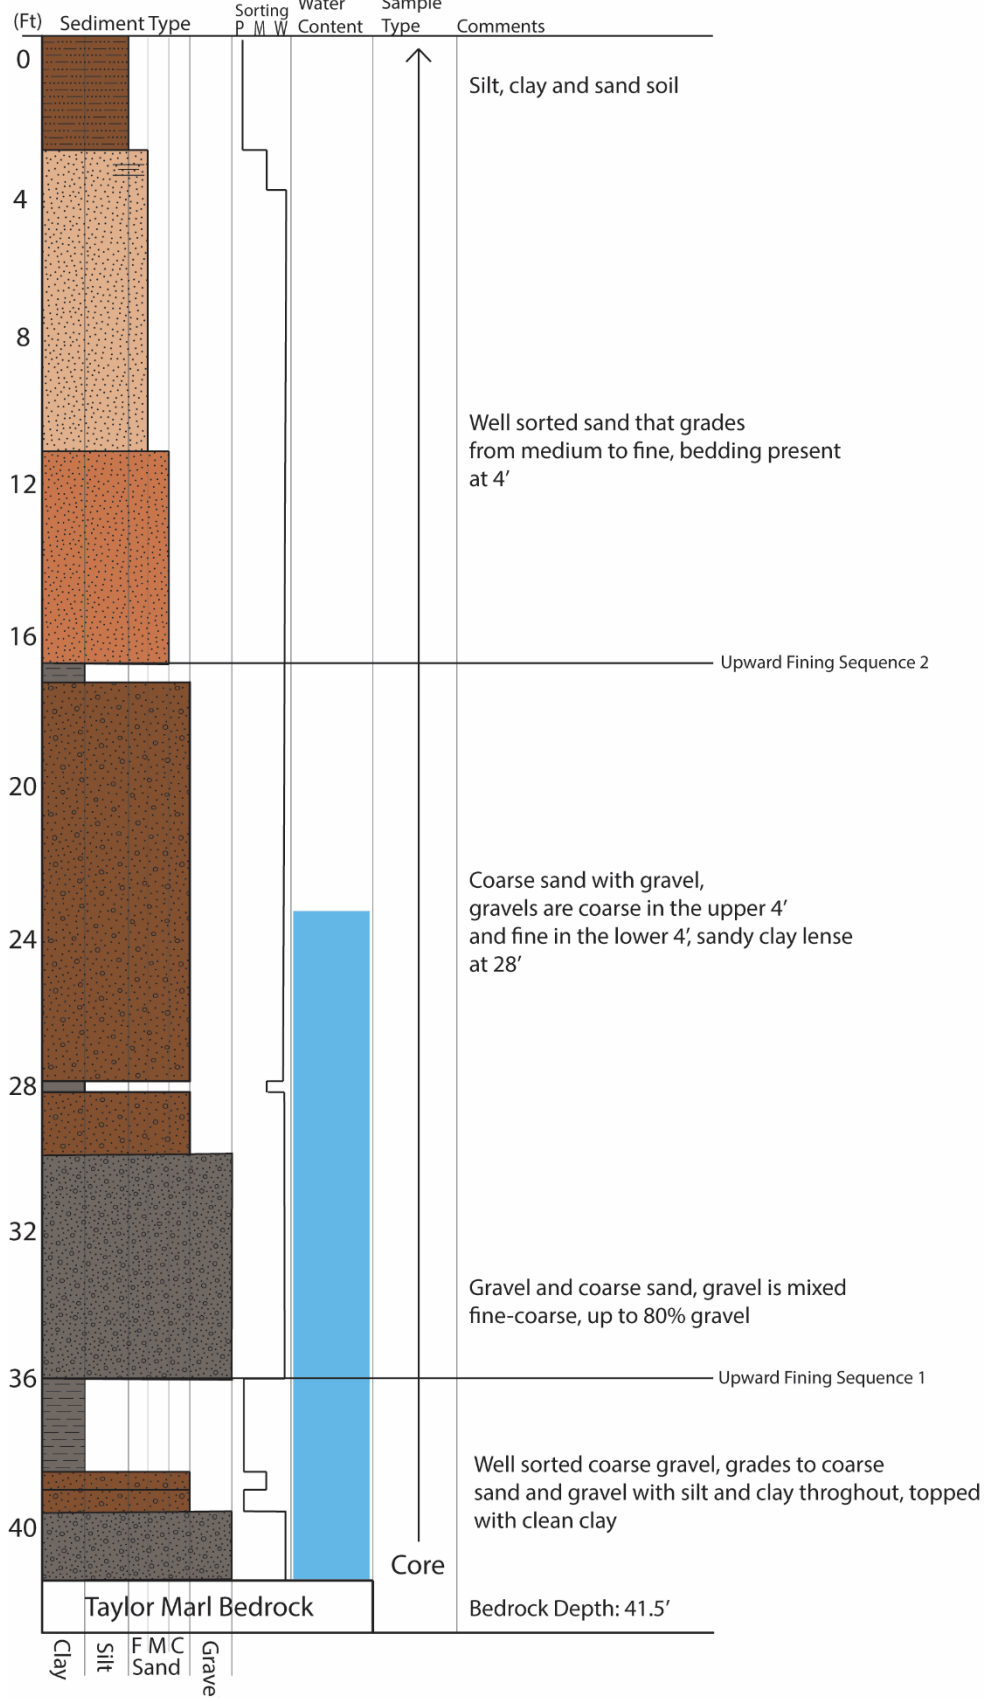 Water
Sample
(Ft) Sediment Type Sorting Content Type Comments
P M W
0
Silt, clay and sand soil
4
8
Well sorted sand that grades
from medium to fine, bedding present
at 4’
12
16
Upward Fining Sequence 2
20
Coarse sand with gravel,
gravels are coarse in the upper 4’
and fine in the lower 4’, sandy clay lense
at 28’
24
28
32
Gravel and coarse sand, gravel is mixed
fine-coarse, up to 80% gravel
36
Upward Fining Sequence 1
Well sorted coarse gravel, grades to coarse
sand and gravel with silt and clay throghout, topped
with clean clay
40
Core
Taylor Marl Bedrock
Bedrock Depth: 41.5’
Clay
Silt
F M C
Sand
Grave